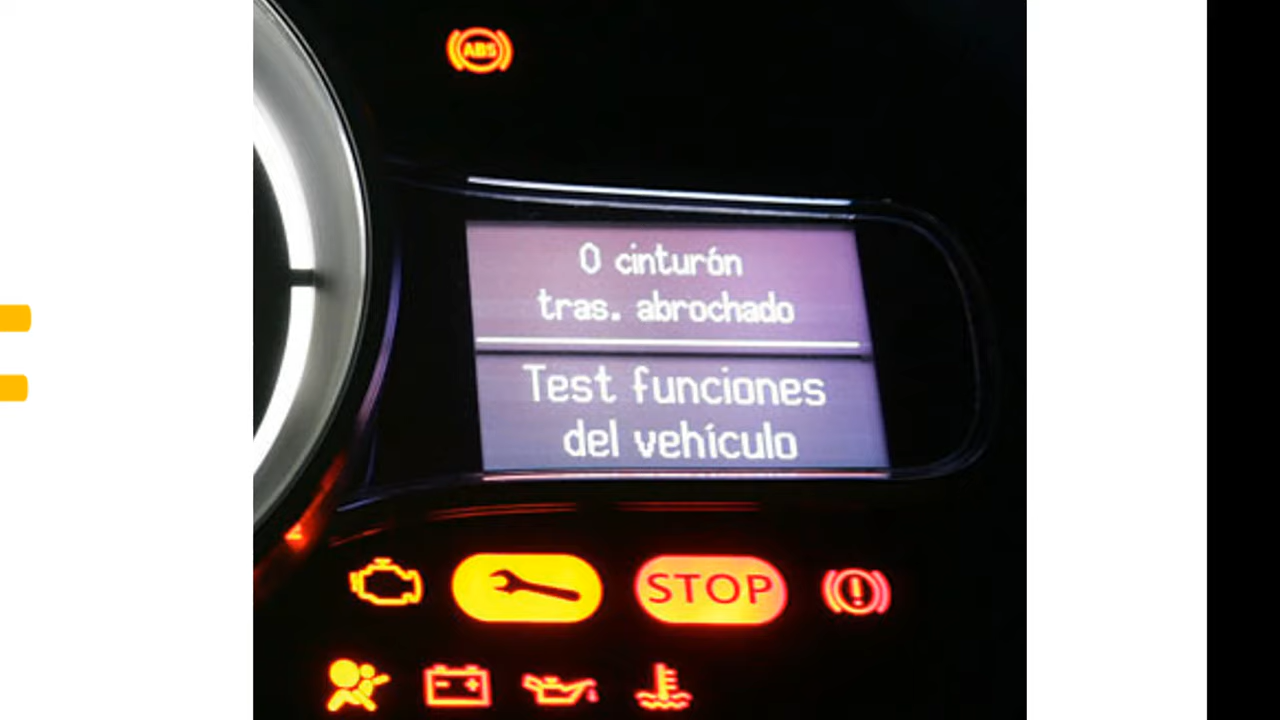 ABS
0 cinturón
tras. abrochado
Test funciones
del vehículo
STOP